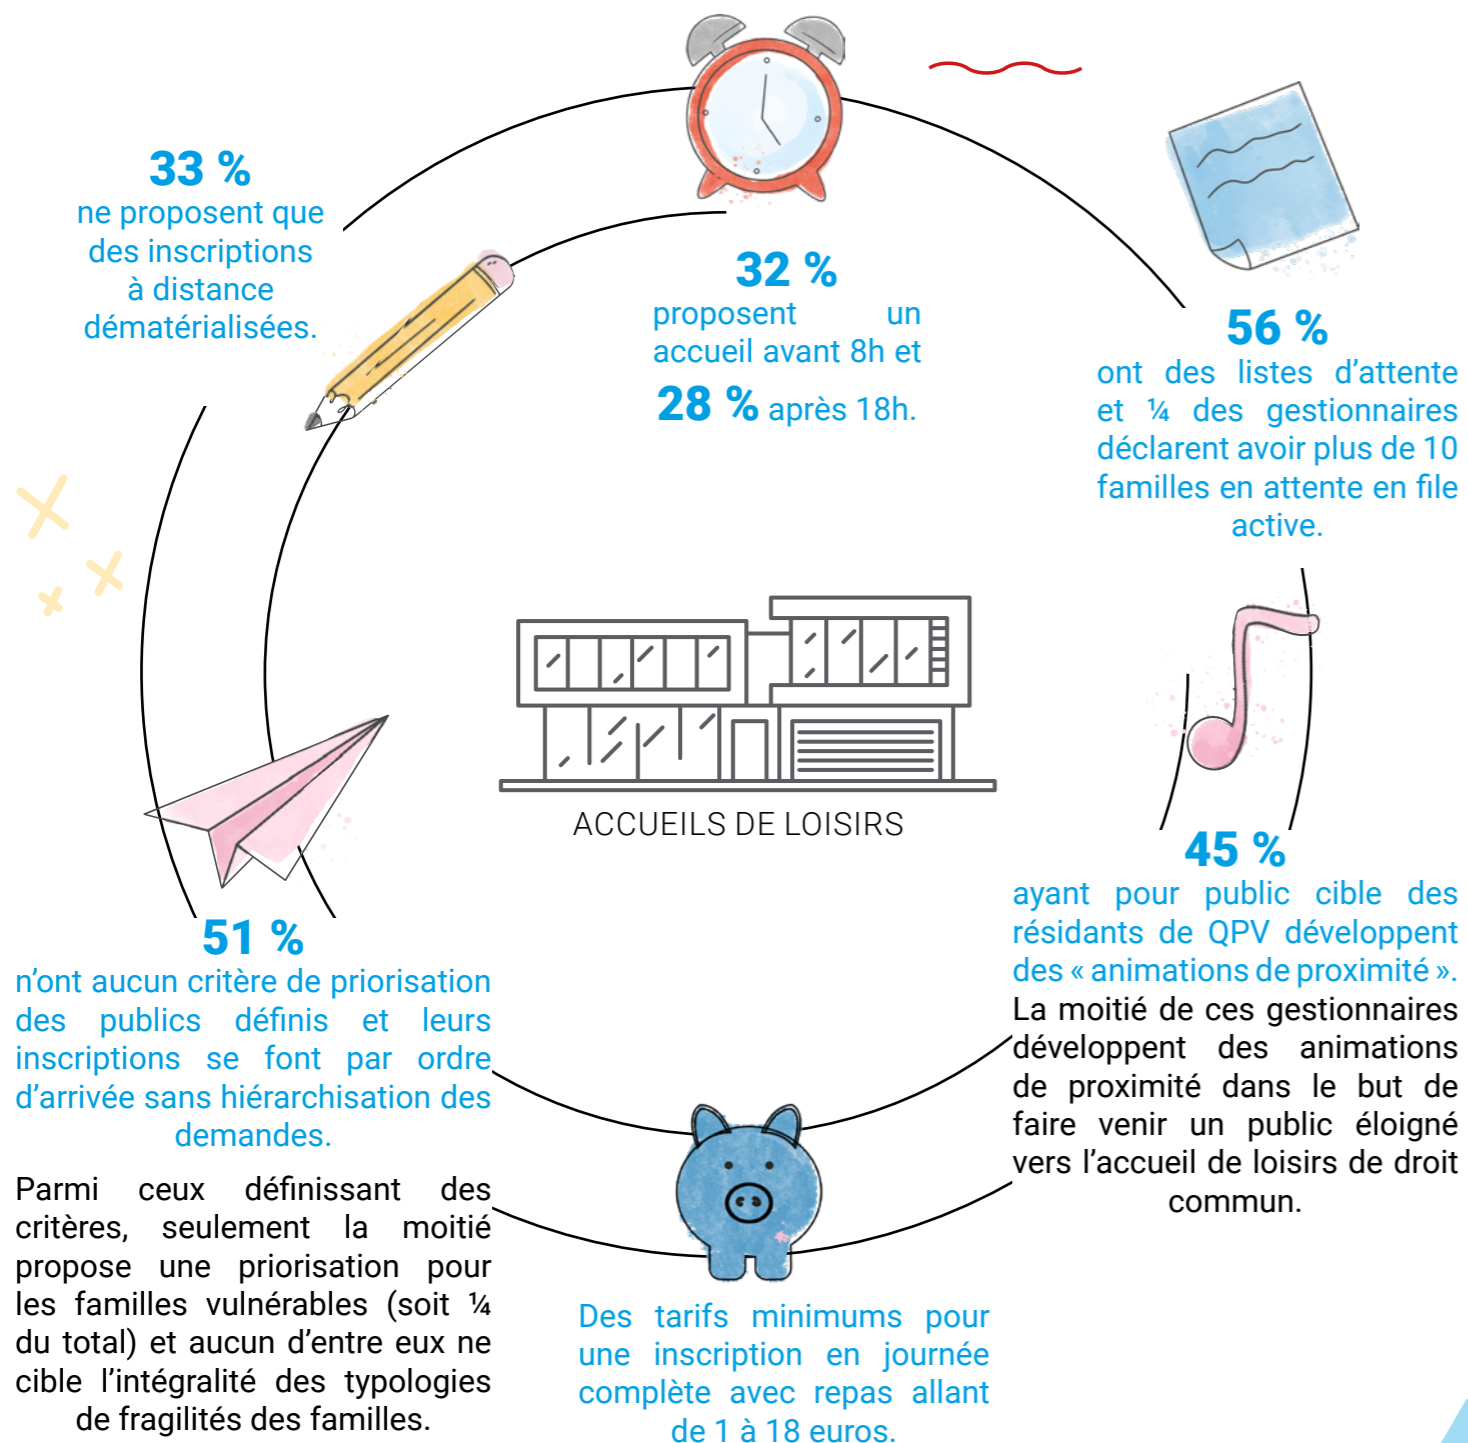 33 %
ne proposent que
des inscriptions
à distance
dématérialisées.
32 %
proposent un
accueil avant 8h et
28 % après 18h.
56 %
ont des listes d’attente
et ¼ des gestionnaires
déclarent avoir plus de 10
familles en attente en file
active.
ACCUEILS DE LOISIRS
45 %
ayant pour public cible des
résidants de QPV développent
des « animations de proximité ».
La moitié de ces gestionnaires
développent des animations
de proximité dans le but de
faire venir un public éloigné
vers l’accueil de loisirs de droit
commun.
51 %
n’ont aucun critère de priorisation
des publics définis et leurs
inscriptions se font par ordre
d’arrivée sans hiérarchisation des
demandes.
Parmi ceux définissant des
critères, seulement la moitié
propose une priorisation pour
les familles vulnérables (soit ¼
du total) et aucun d’entre eux ne
cible l’intégralité des typologies
de fragilités des familles.
Des tarifs minimums pour
une inscription en journée
complète avec repas allant
de 1 à 18 euros.